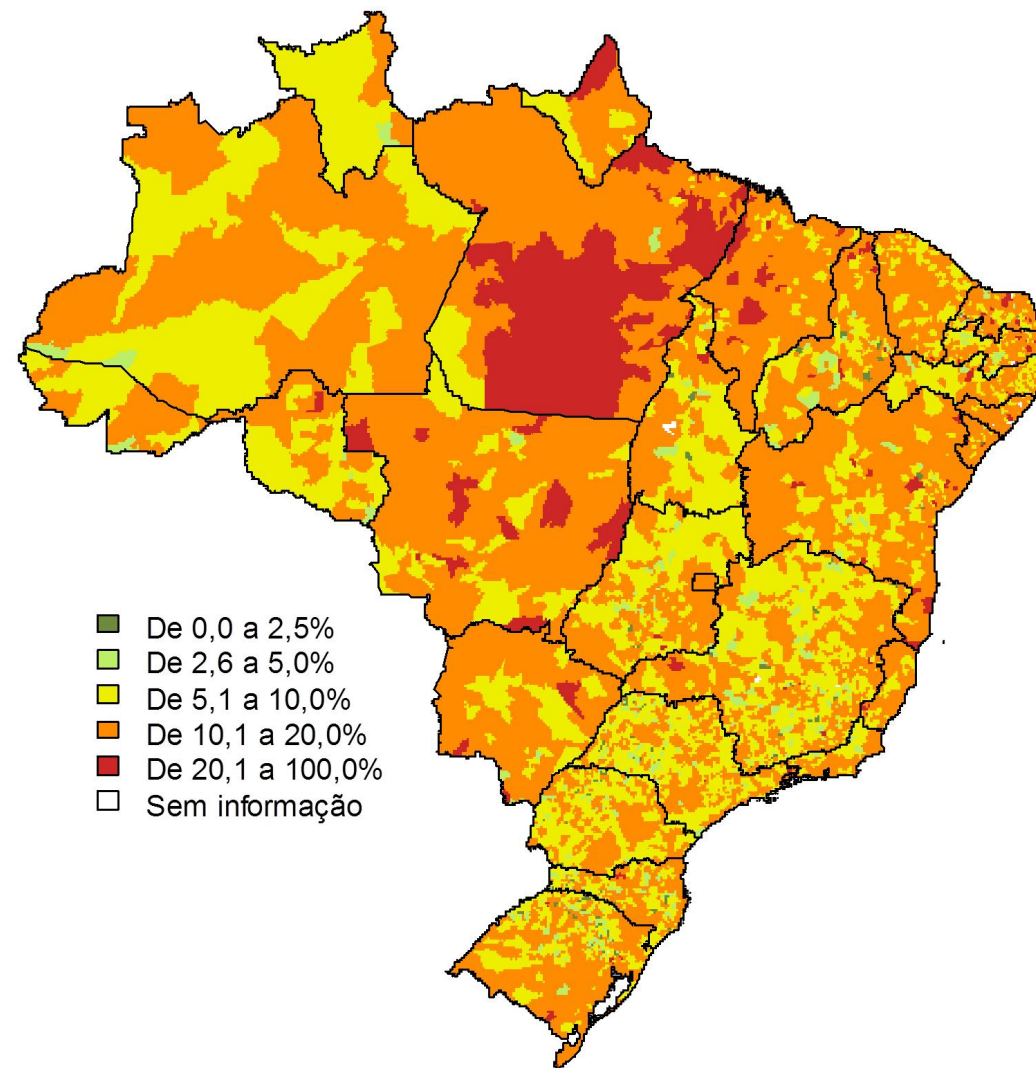 De 0,0 a 2,5%
De 2,6 a 5,0%
De 5,1 a 10,0%
De 10,1 a 20,0%
De 20,1 a 100,0%
Sem informação